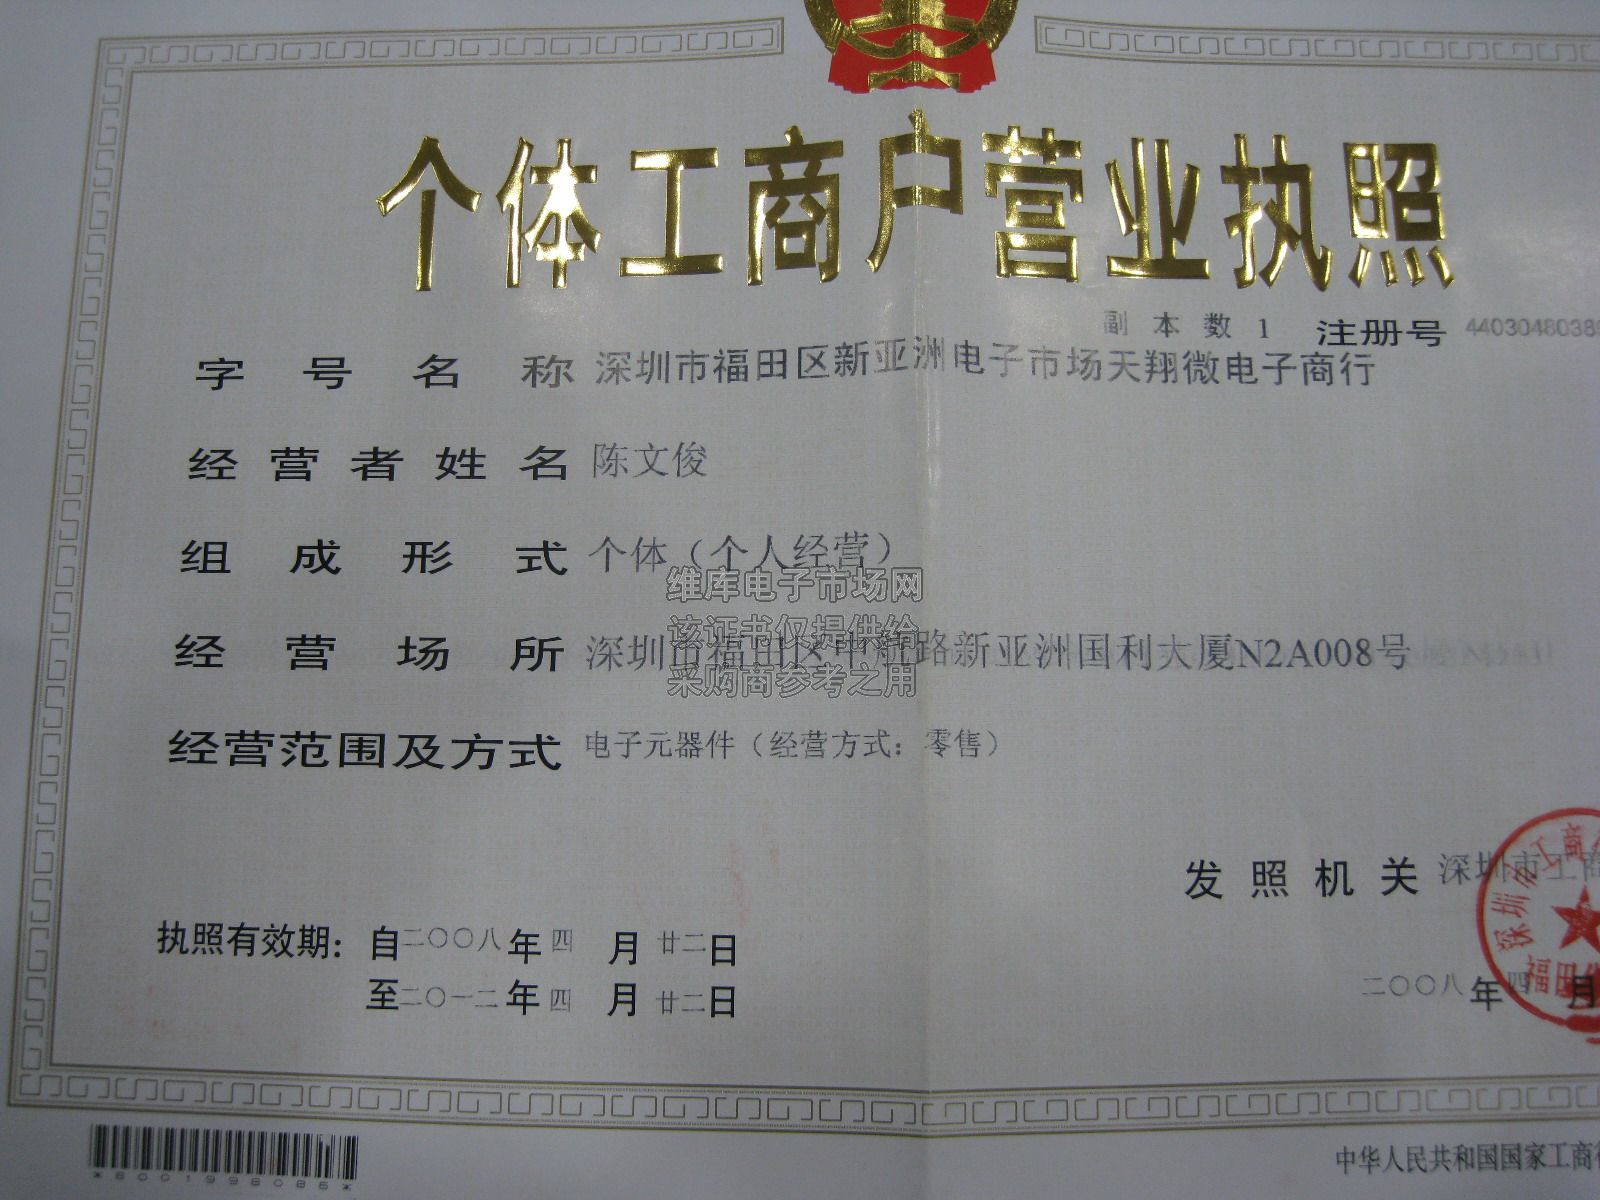 个体工商户营业执照
副本数 1 注册号 44030480383
字号名称 深圳市福田区新亚洲电子市场天翔微电子商行
经营者姓名 陈文俊
组成形式 个体（个人经营）
维库电子市场网
该证书仅提供给
采购商参考之用
经营场所 深圳市福田区中航路新亚洲国利大厦N2A008号
经营范围及方式 电子元器件（经营方式：零售）
发照机关 深圳市工商
深圳市工商
福田
执照有效期：自二〇〇八年四月廿二日
至二〇一二年四月廿二日
二〇〇八年四月
*6001998086*
中华人民共和国国家工商